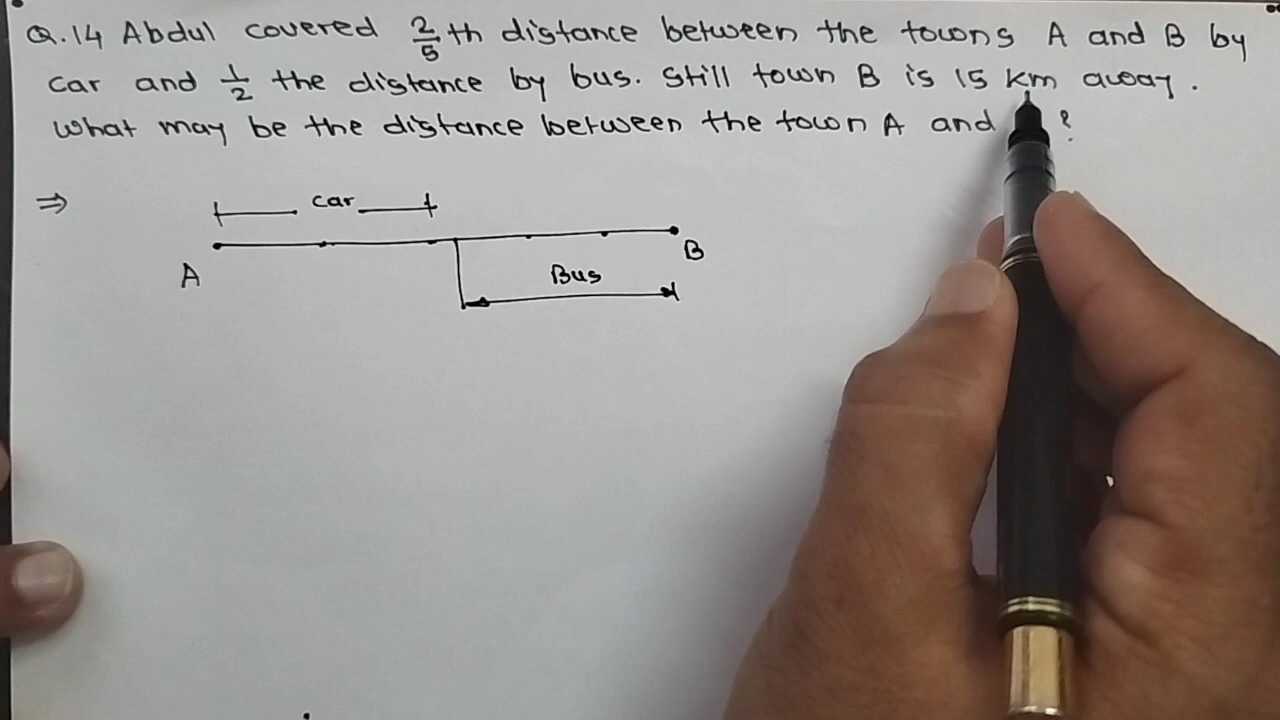 Q.14 Abdul covered 2/5 th distance between the towns A and B by
car and 1/2 the distance by bus. Still town B is 15 km away.
What may be the distance between the town A and ?
⇒ car
A B
Bus